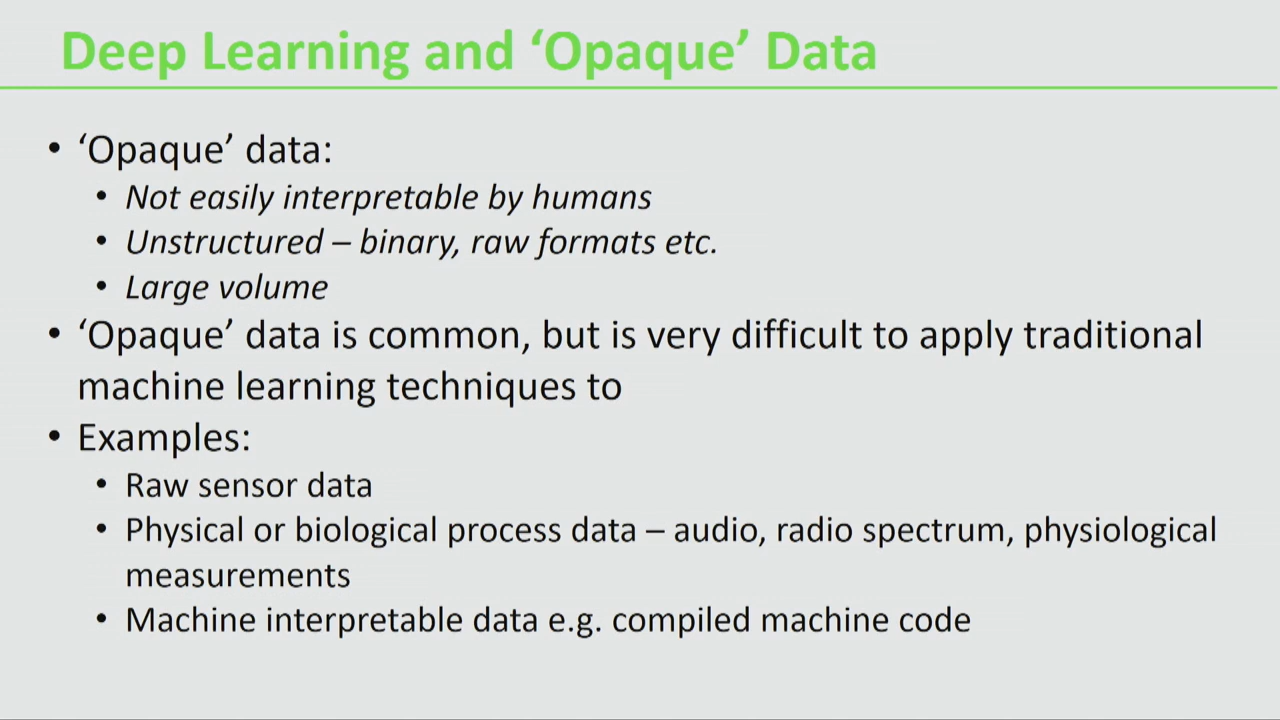 Deep Learning and ‘Opaque’ Data
• ‘Opaque’ data:
• Not easily interpretable by humans
• Unstructured – binary, raw formats etc.
• Large volume
• ‘Opaque’ data is common, but is very difficult to apply traditional
machine learning techniques to
• Examples:
• Raw sensor data
• Physical or biological process data – audio, radio spectrum, physiological
measurements
• Machine interpretable data e.g. compiled machine code